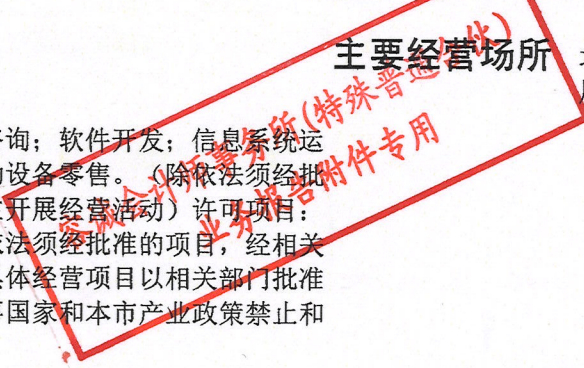 主要经营场所
咨询；软件开发；信息系统运
设备零售。（除依法须经批
开展经营活动）许可项目：
依法须经批准的项目，经相关
具体经营项目以相关部门批准
国家和本市产业政策禁止和
容诚会计师事务所(特殊普通合伙)
业务报告附件专用